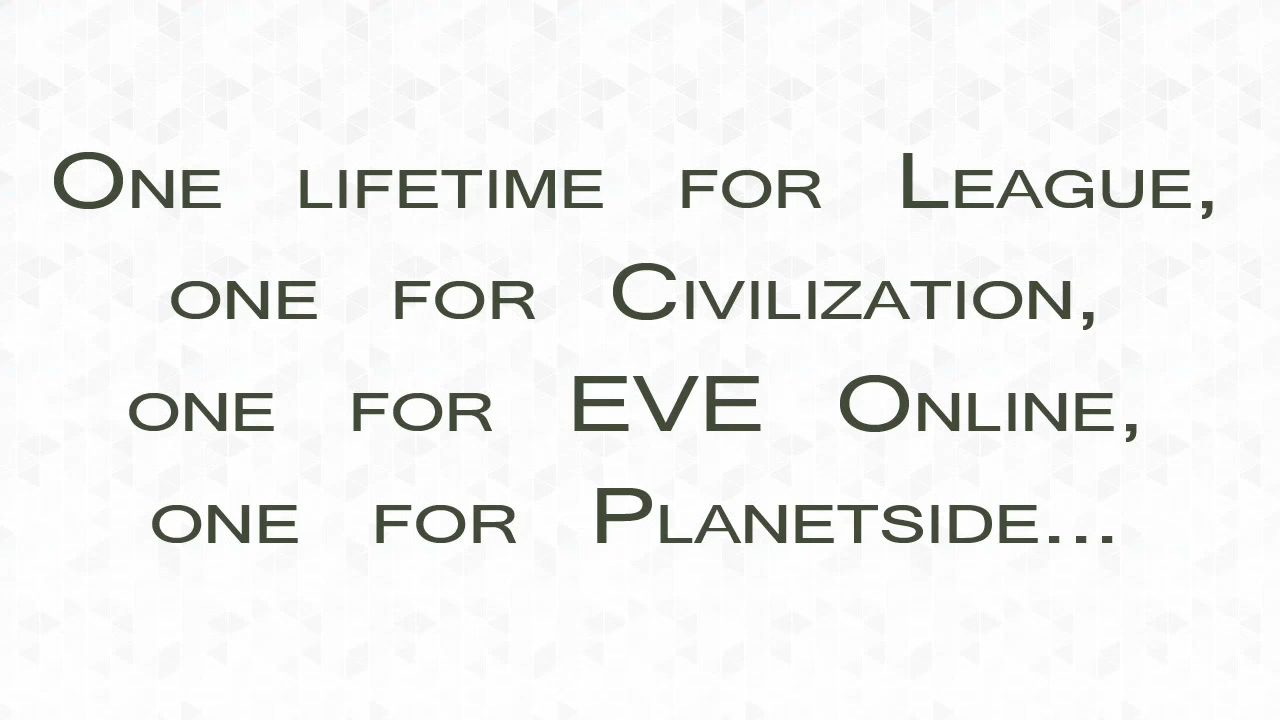 One lifetime for League,
one for Civilization,
one for EVE Online,
one for Planetside...